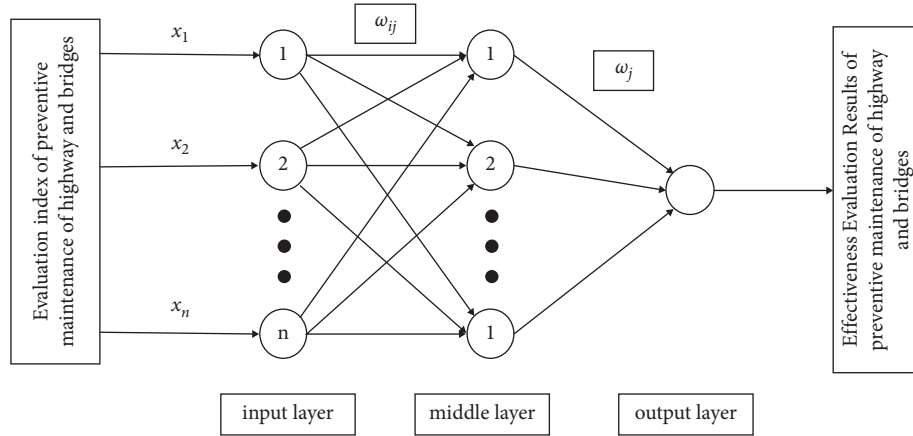 Evaluation index of preventive
maintenance of highway and bridges
x1
x2
xn
1
2
n
ωij
1
2
1
ωj
Effectiveness Evaluation Results of
preventive maintenance of highway
and bridges
input layer
middle layer
output layer